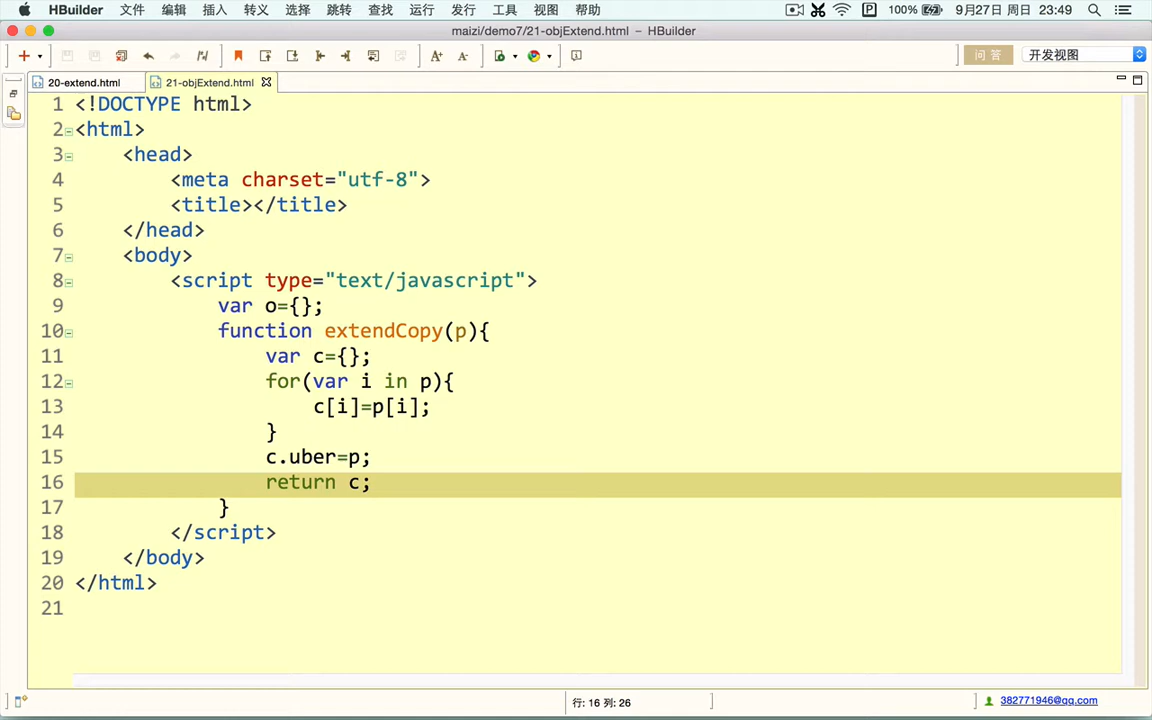 HBuilder 文件 编辑 插入 转义 选择 跳转 查找 运行 发行 工具 视图 帮助 100% 9月27日 周日 23:49
maizi/demo7/21-objExtend.html – HBuilder
问 答 开发视图
20-extend.html 21-objExtend.html
1 <!DOCTYPE html>
2 <html>
3 <head>
4 <meta charset="utf-8">
5 <title></title>
6 </head>
7 <body>
8 <script type="text/javascript">
9 var o={};
10 function extendCopy(p){
11 var c={};
12 for(var i in p){
13 c[i]=p[i];
14 }
15 c.uber=p;
16 return c;
17 }
18 </script>
19 </body>
20 </html>
21
行: 16 列: 26
382771946@qq.com